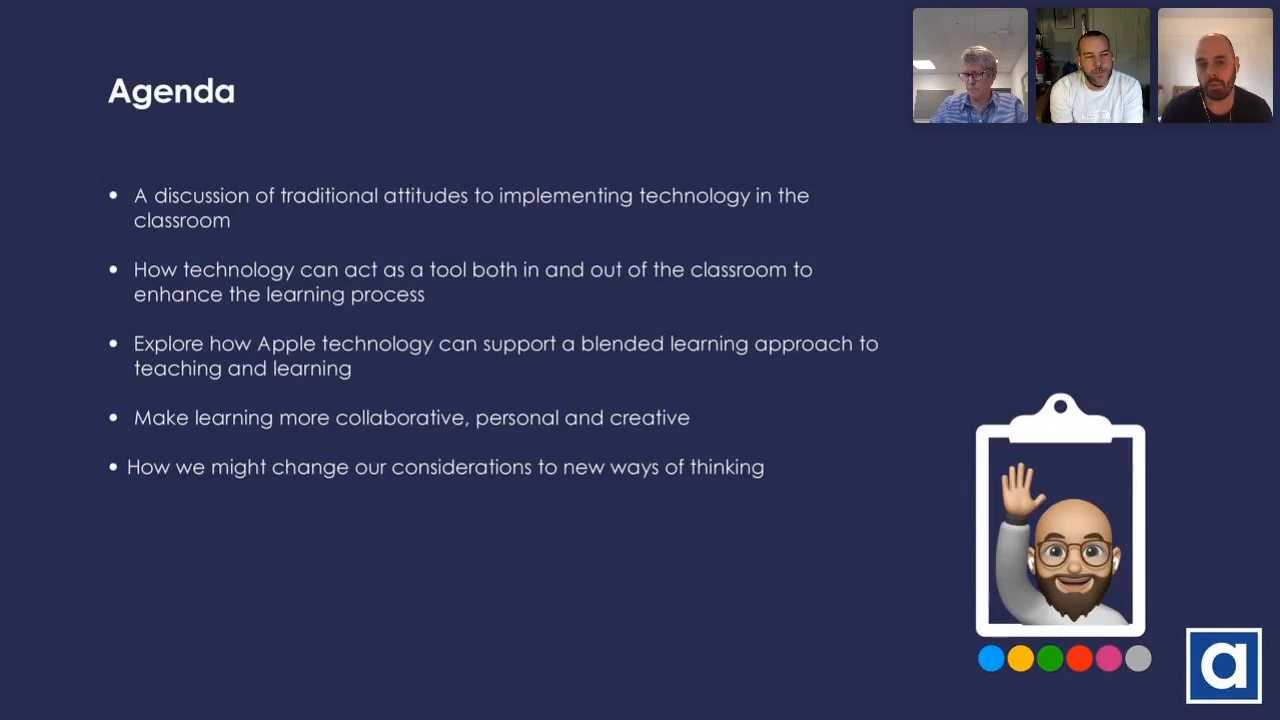 Agenda
• A discussion of traditional attitudes to implementing technology in the
classroom
• How technology can act as a tool both in and out of the classroom to
enhance the learning process
• Explore how Apple technology can support a blended learning approach to
teaching and learning
• Make learning more collaborative, personal and creative
• How we might change our considerations to new ways of thinking
a